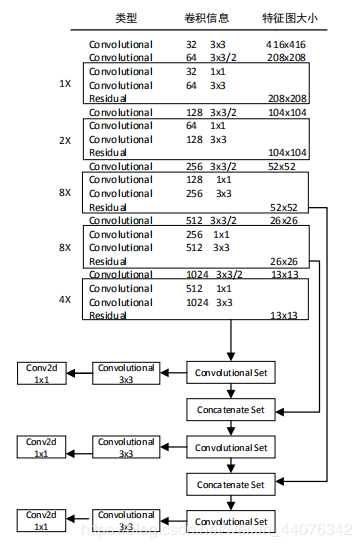 类型 卷积信息 特征图大小
Convolutional 32 3x3 416x416
Convolutional 64 3x3/2 208x208
1X
Convolutional 32 1x1
Convolutional 64 3x3
Residual 208x208
Convolutional 128 3x3/2 104x104
2X
Convolutional 64 1x1
Convolutional 128 3x3
Residual 104x104
Convolutional 256 3x3/2 52x52
8X
Convolutional 128 1x1
Convolutional 256 3x3
Residual 52x52
Convolutional 512 3x3/2 26x26
8X
Convolutional 256 1x1
Convolutional 512 3x3
Residual 26x26
Convolutional 1024 3x3/2 13x13
4X
Convolutional 512 1x1
Convolutional 1024 3x3
Residual 13x13
Conv2d
1x1
Convolutional
3x3
Convolutional Set
Concatenate Set
Conv2d
1x1
Convolutional
3x3
Convolutional Set
Concatenate Set
Conv2d
1x1
Convolutional
3x3
Convolutional Set